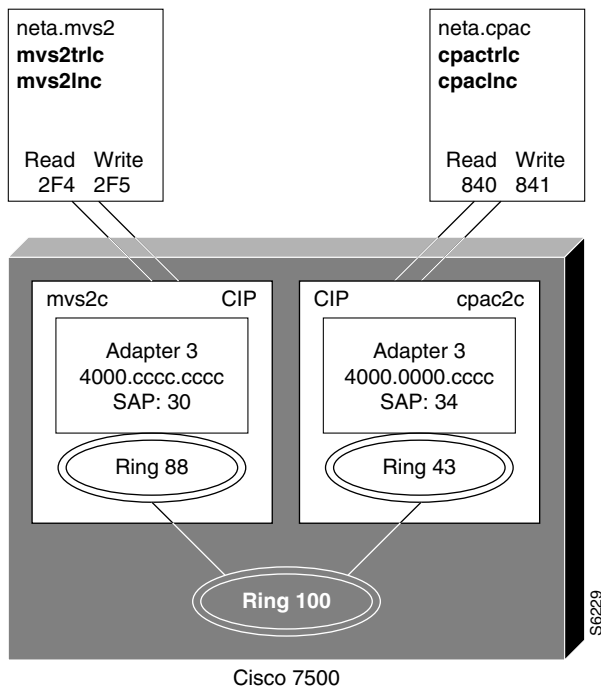 neta.mvs2
mvs2trlc
mvs2lnc
Read Write
2F4 2F5
neta.cpac
cpactrlc
cpaclnc
Read Write
840 841
mvs2c CIP
Adapter 3
4000.cccc.cccc
SAP: 30
Ring 88
CIP cpac2c
Adapter 3
4000.0000.cccc
SAP: 34
Ring 43
Ring 100
Cisco 7500
S6229